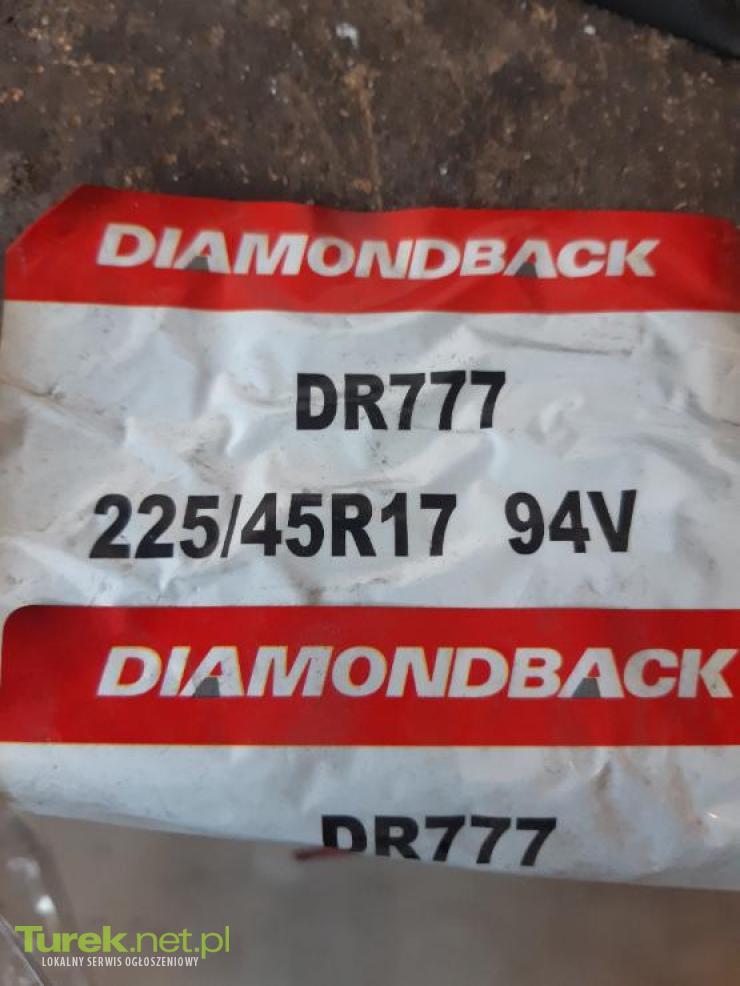 DIAMONDBACK
DR777
225/45R17 94V
DIAMONDBACK
DR777
Turek.net.pl
LOKALNY SERWIS OGŁOSZENIOWY